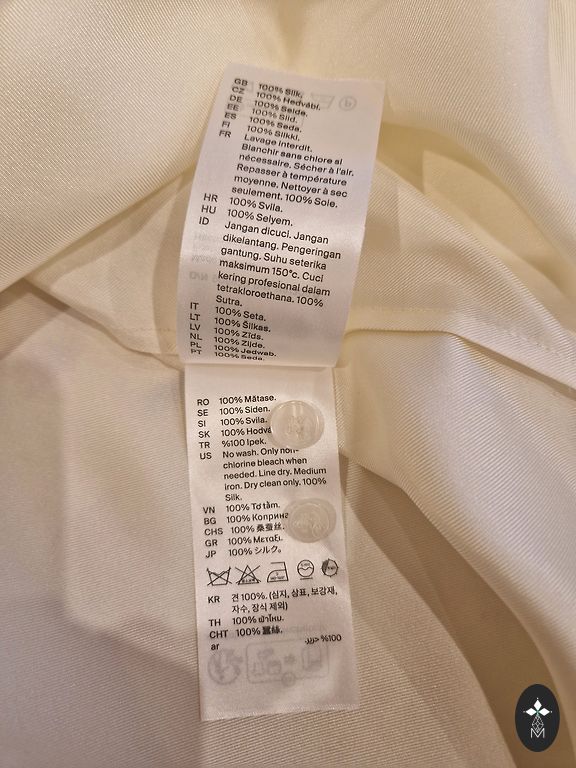 GB 100% Silk.
CZ 100% Hedvábí.
DE 100% Seide.
EE 100% Siid.
ES 100% Seda.
FI 100% Silkki.
FR Lavage interdit.
Blanchir sans chlore si
nécessaire. Sécher à l'air.
Repasser à température
moyenne. Nettoyer à sec
seulement. 100% Soie.
HR 100% Svila.
HU 100% Selyem.
ID Jangan dicuci. Jangan
dikelantang. Pengeringan
gantung. Suhu seterika
maksimum 150°c. Cuci
kering profesional dalam
tetrakloroethana. 100%
Sutra.
IT 100% Seta.
LT 100% Šilkas.
LV 100% Zīds.
NL 100% Zijde.
PL 100% Jedwab.
PT 100% Seda.
RO 100% Mătase.
SE 100% Siden.
SI 100% Svila.
SK 100% Hodva
TR %100 Ipek.
US No wash. Only non-
chlorine bleach when
needed. Line dry. Medium
iron. Dry clean only. 100%
Silk.
VN 100% Tơ tằm.
BG 100% Коприна
CHS 100% 桑蚕丝.
GR 100% Μετάξι.
JP 100% シルク。
KR 견 100%. (심지, 상표, 보강재,
자수, 장식 제외)
TH 100% ผ้าไหม.
CHT 100% 蠶絲.
ar 100% حرير.
M